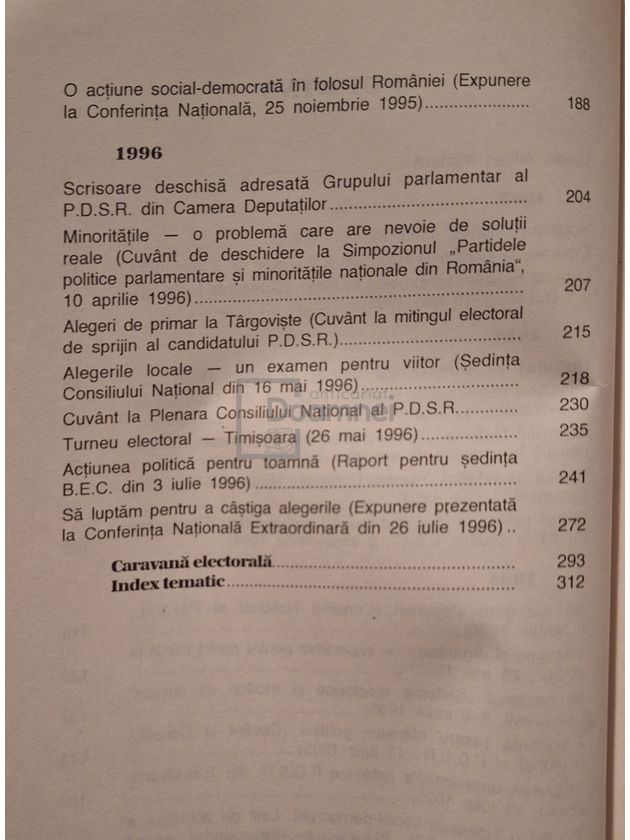 O acțiune social-democrată în folosul României (Expunere
la Conferința Națională, 25 noiembrie 1995)...................... 188
1996
Scrisoare deschisă adresată Grupului parlamentar al
P.D.S.R. din Camera Deputaților......................................... 204
Minoritățile — o problemă care are nevoie de soluții
reale (Cuvânt de deschidere la Simpozionul „Partidele
politice parlamentare și minoritățile naționale din România“,
10 aprilie 1996)...................................................... 207
Alegeri de primar la Târgoviște (Cuvânt la mitingul electoral
de sprijin al candidatului P.D.S.R.)................................... 215
Alegerile locale — un examen pentru viitor (Ședința
Consiliului Național din 16 mai 1996)............................. 218
Cuvânt la Plenara Consiliului Național al P.D.S.R............. 230
Turneu electoral — Timișoara (26 mai 1996)..................... 235
Acțiunea politică pentru toamnă (Raport pentru ședința
B.E.C. din 3 iulie 1996)............................................... 241
Să luptăm pentru a câștiga alegerile (Expunere prezentată
la Conferința Națională Extraordinară din 26 iulie 1996).. 272
Caravană electorală................................................ 293
Index tematic........................................................ 312
anticariat
Doamnei